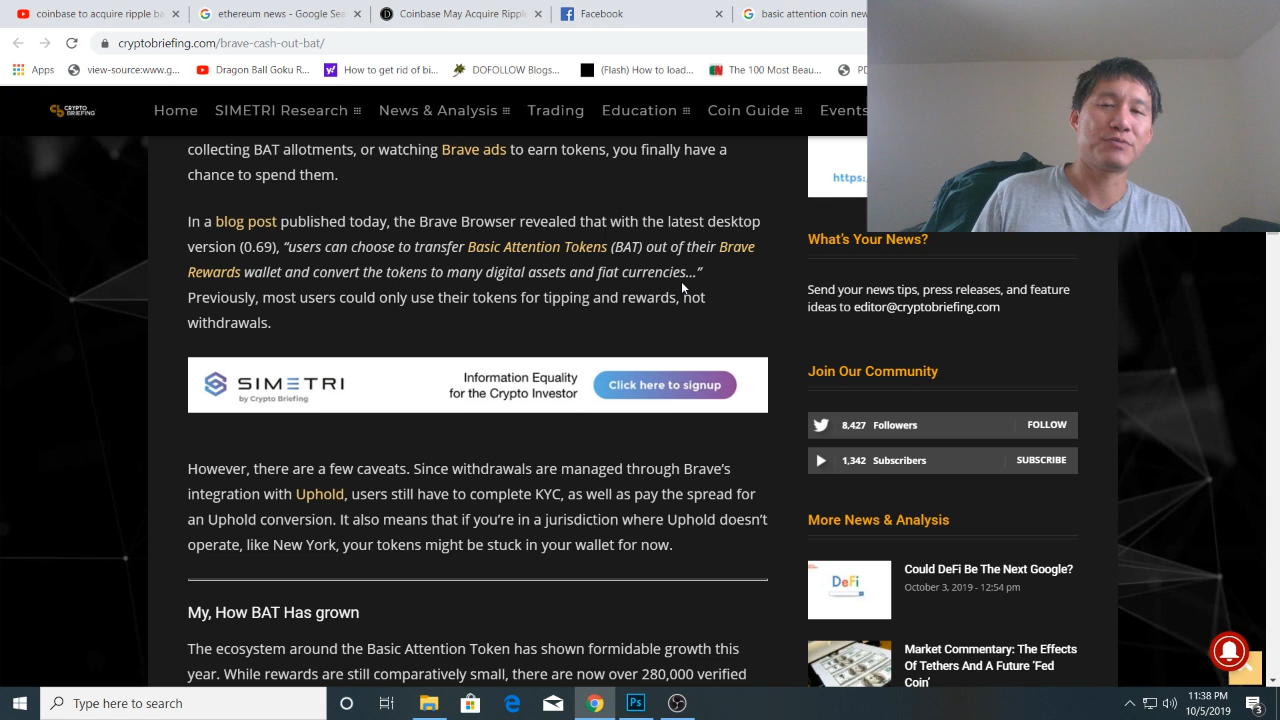 coinbase acquire ripple
ethereum news - Google Sea
Coinbase May Acquire Ripple
Facebook
basic attention coin new
cryptobriefing.com/brave-cash-out-bat/
Apps
view-source:www.g...
Dragon Ball Goku R...
How to get rid of bi...
DOFOLLOW Blogs...
(Flash) How to load...
The 100 Most Beau...
CRYPTO BRIEFING
Home
SIMETRI Research
News & Analysis
Trading
Education
Coin Guide
Events
collecting BAT allotments, or watching Brave ads to earn tokens, you finally have a
chance to spend them.
In a blog post published today, the Brave Browser revealed that with the latest desktop
version (0.69), “users can choose to transfer Basic Attention Tokens (BAT) out of their Brave
Rewards wallet and convert the tokens to many digital assets and fiat currencies...”
Previously, most users could only use their tokens for tipping and rewards, not
withdrawals.
SIMETRI
by Crypto Briefing
Information Equality
for the Crypto Investor
Click here to signup
However, there are a few caveats. Since withdrawals are managed through Brave’s
integration with Uphold, users still have to complete KYC, as well as pay the spread for
an Uphold conversion. It also means that if you’re in a jurisdiction where Uphold doesn’t
operate, like New York, your tokens might be stuck in your wallet for now.
My, How BAT Has grown
The ecosystem around the Basic Attention Token has shown formidable growth this
year. While rewards are still comparatively small, there are now over 280,000 verified
https:
What’s Your News?
Send your news tips, press releases, and feature
ideas to editor@cryptobriefing.com
Join Our Community
8,427 Followers
FOLLOW
1,342 Subscribers
SUBSCRIBE
More News & Analysis
DeFi
Could DeFi Be The Next Google?
October 3, 2019 - 12:54 pm
Market Commentary: The Effects
Of Tethers And A Future ‘Fed
Coin’
Type here to search
11:38 PM
10/5/2019
3